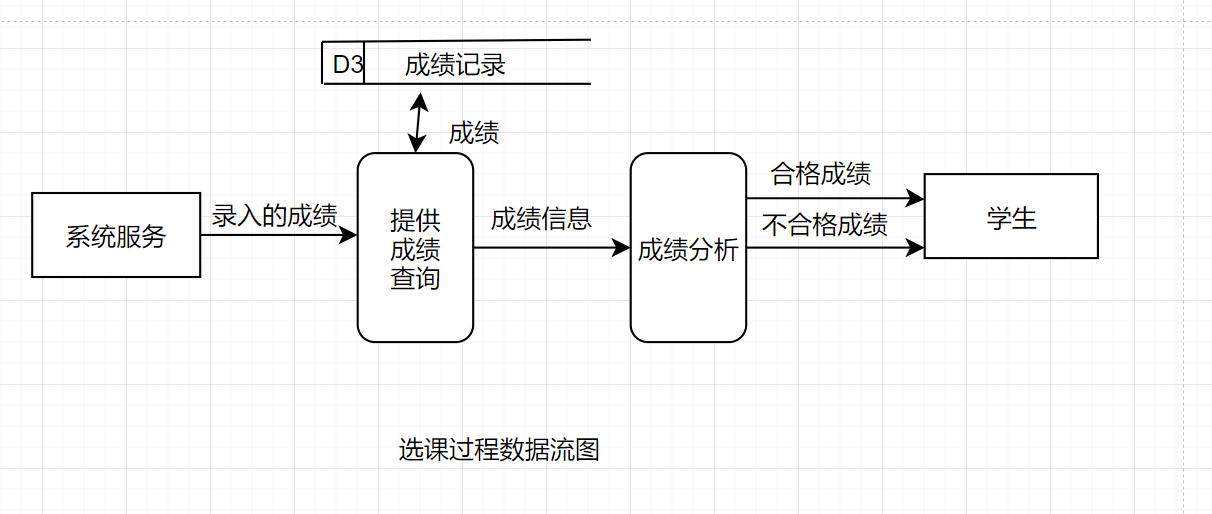 D3 成绩记录
成绩
系统服务
录入的成绩
提供
成绩
查询
成绩信息
成绩分析
合格成绩
不合格成绩
学生
选课过程数据流图